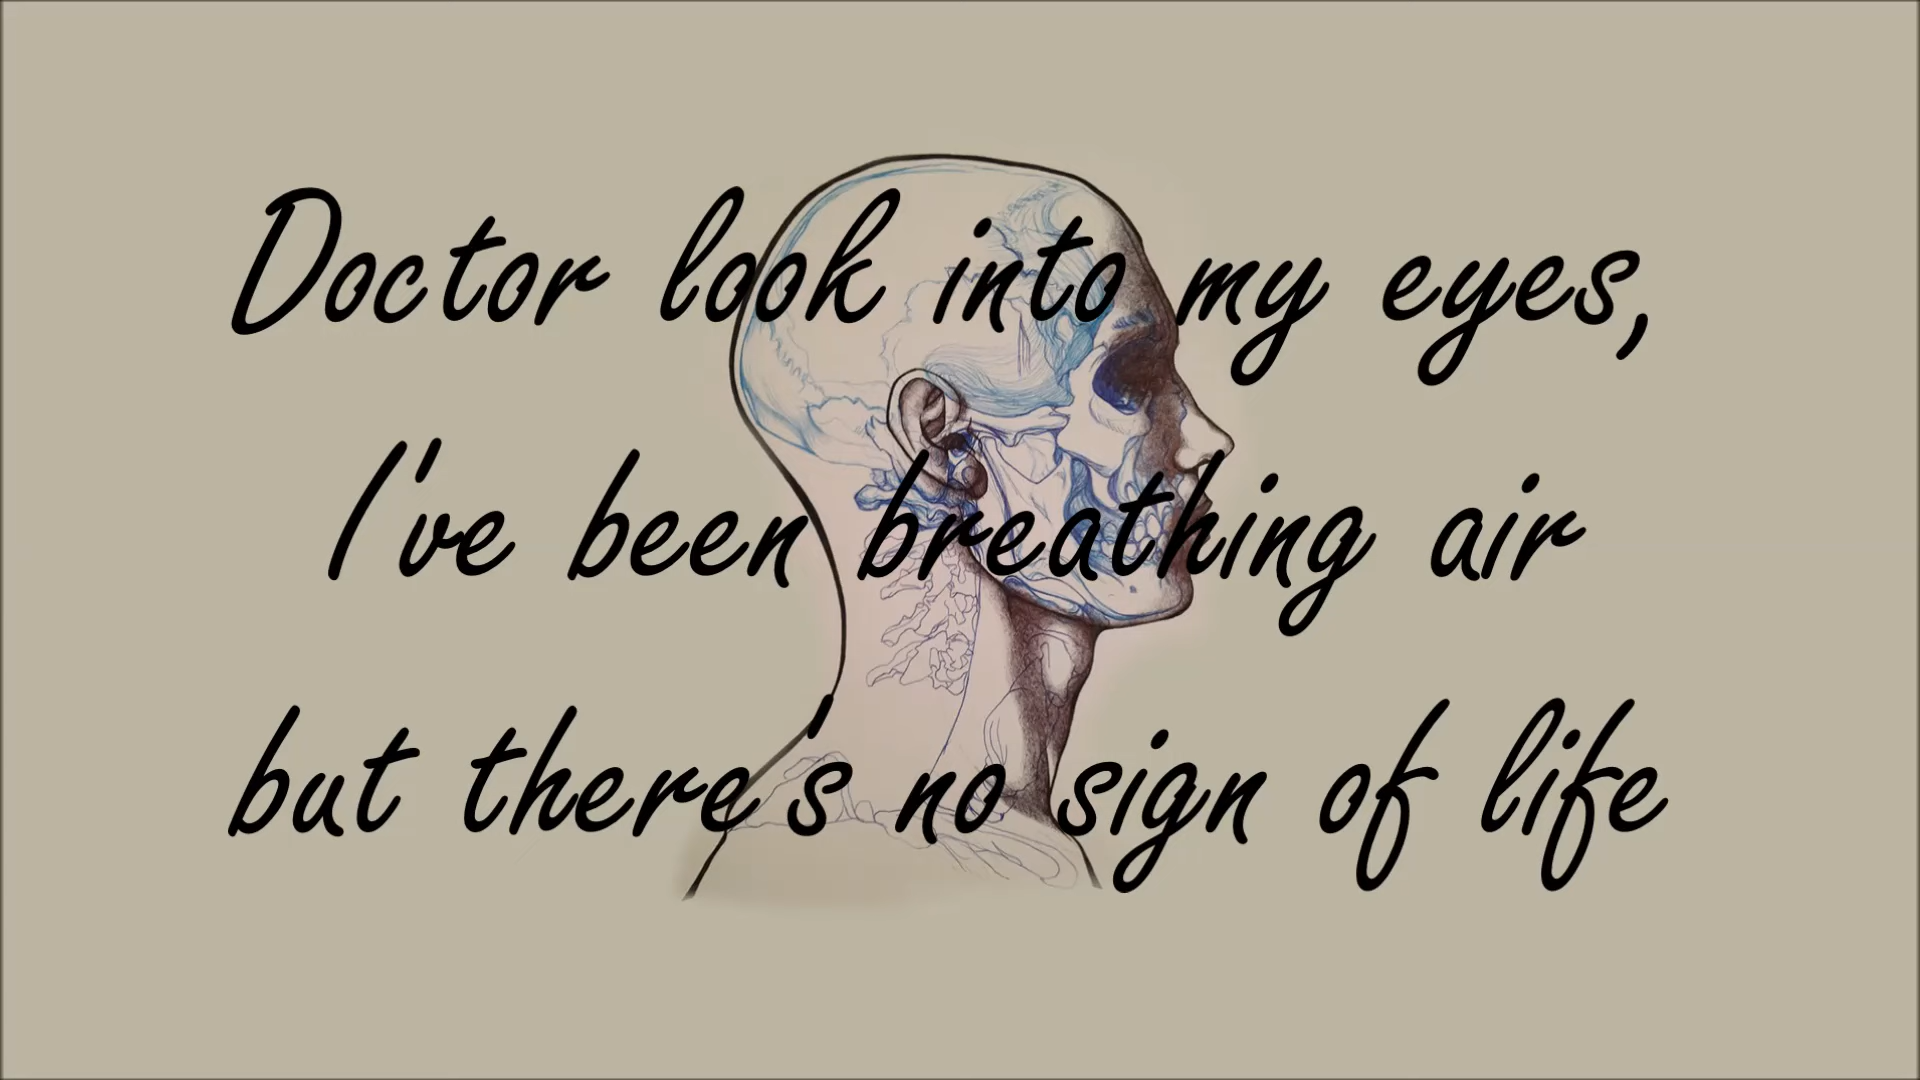 Doctor look into my eyes,
I've been breathing air
but there's no sign of life